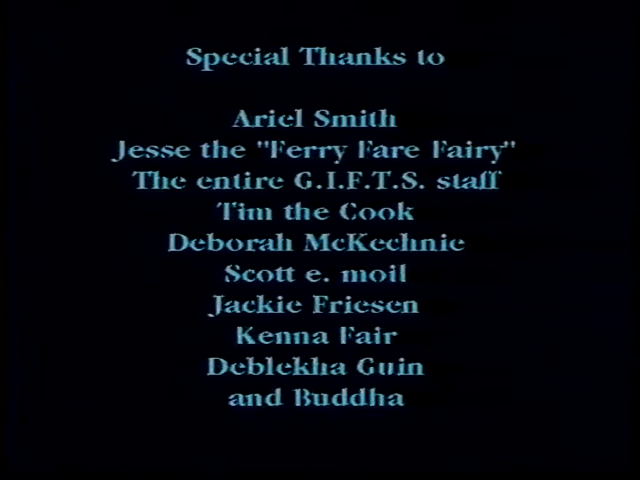 Special Thanks to
Ariel Smith
Jesse the "Ferry Fare Fairy"
The entire G.I.F.T.S. staff
Tim the Cook
Deborah McKechnie
Scott e. moil
Jackie Friesen
Kenna Fair
Deblekha Guin
and Buddha